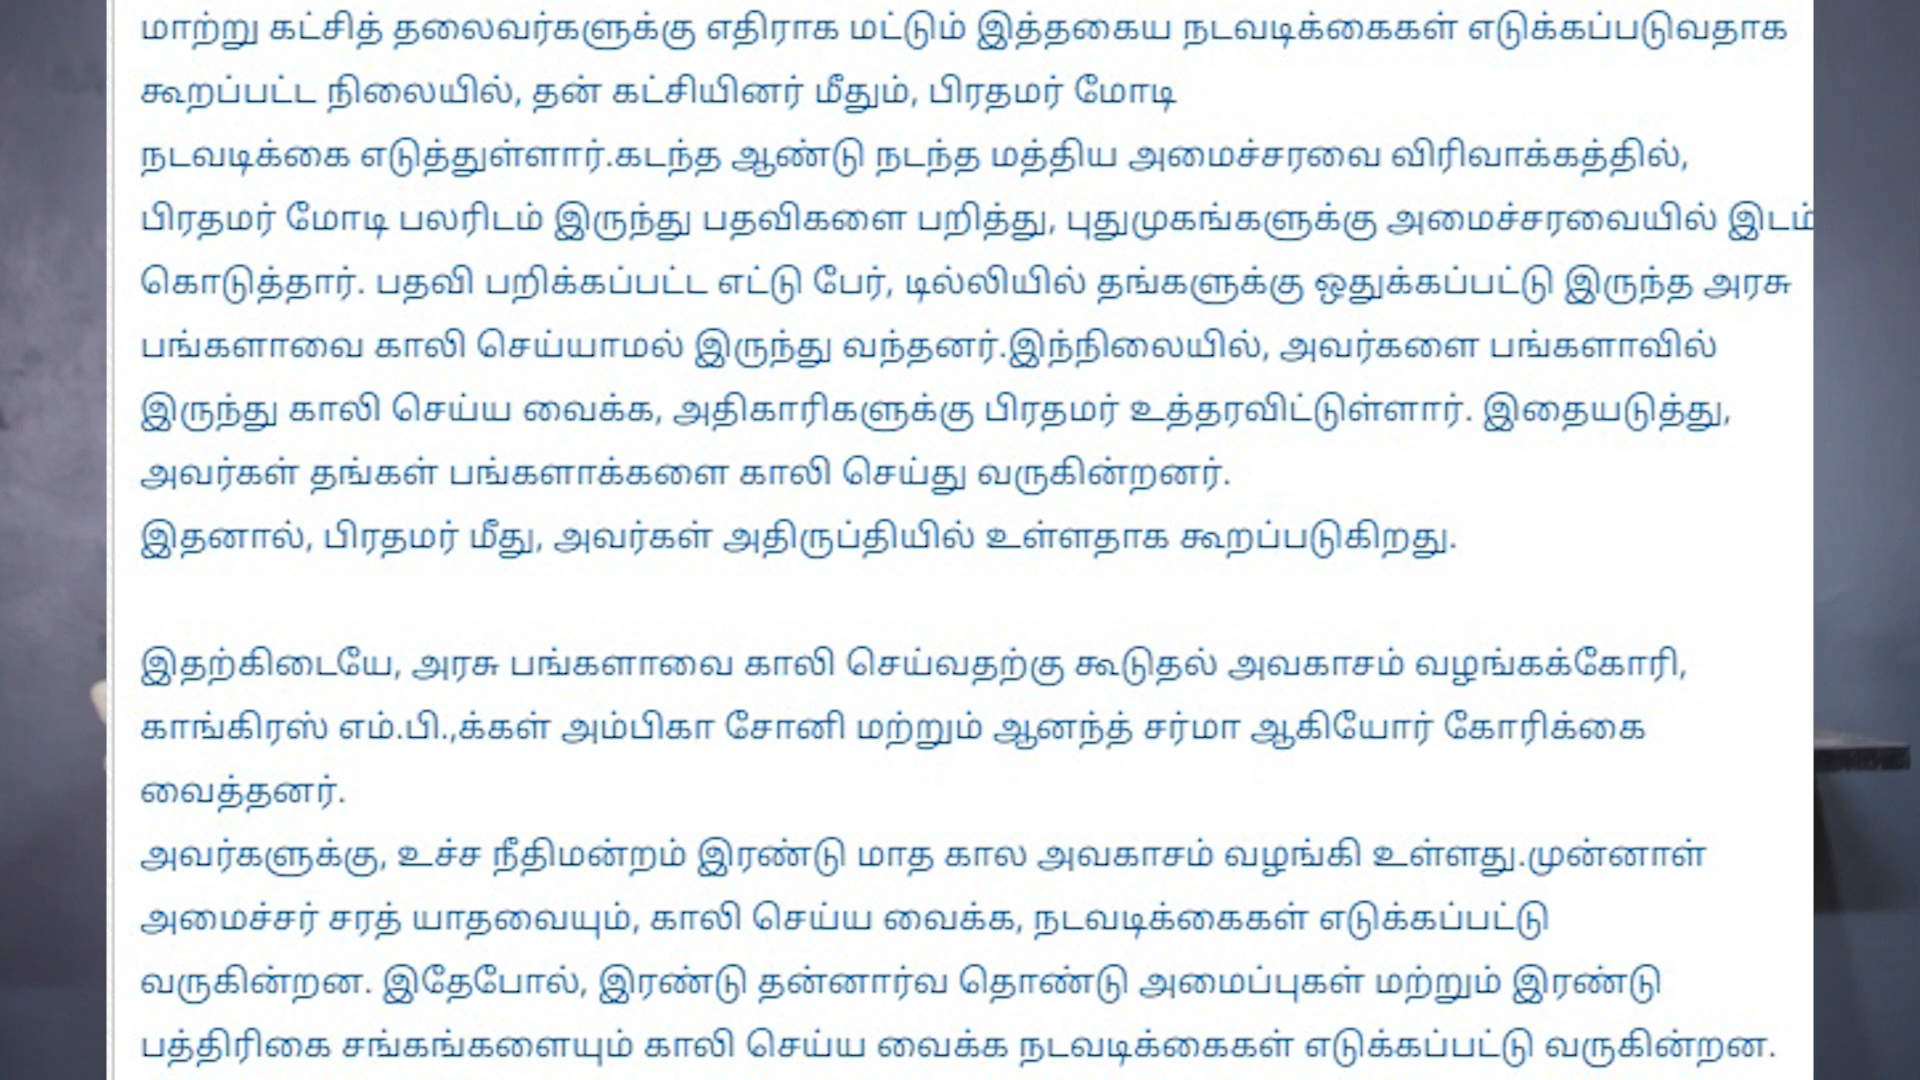 மாற்று கட்சித் தலைவர்களுக்கு எதிராக மட்டும் இத்தகைய நடவடிக்கைகள் எடுக்கப்படுவதாக
கூறப்பட்ட நிலையில், தன் கட்சியினர் மீதும், பிரதமர் மோடி
நடவடிக்கை எடுத்துள்ளார்.கடந்த ஆண்டு நடந்த மத்திய அமைச்சரவை விரிவாக்கத்தில்,
பிரதமர் மோடி பலரிடம் இருந்து பதவிகளை பறித்து, புதுமுகங்களுக்கு அமைச்சரவையில் இடம்
கொடுத்தார். பதவி பறிக்கப்பட்ட எட்டு பேர், டில்லியில் தங்களுக்கு ஒதுக்கப்பட்டு இருந்த அரசு
பங்களாவை காலி செய்யாமல் இருந்து வந்தனர்.இந்நிலையில், அவர்களை பங்களாவில்
இருந்து காலி செய்ய வைக்க, அதிகாரிகளுக்கு பிரதமர் உத்தரவிட்டுள்ளார். இதையடுத்து,
அவர்கள் தங்கள் பங்களாக்களை காலி செய்து வருகின்றனர்.
இதனால், பிரதமர் மீது, அவர்கள் அதிருப்தியில் உள்ளதாக கூறப்படுகிறது.
இதற்கிடையே, அரசு பங்களாவை காலி செய்வதற்கு கூடுதல் அவகாசம் வழங்கக்கோரி,
காங்கிரஸ் எம்.பி.,க்கள் அம்பிகா சோனி மற்றும் ஆனந்த் சர்மா ஆகியோர் கோரிக்கை
வைத்தனர்.
அவர்களுக்கு, உச்ச நீதிமன்றம் இரண்டு மாத கால அவகாசம் வழங்கி உள்ளது.முன்னாள்
அமைச்சர் சரத் யாதவையும், காலி செய்ய வைக்க, நடவடிக்கைகள் எடுக்கப்பட்டு
வருகின்றன. இதேபோல், இரண்டு தன்னார்வ தொண்டு அமைப்புகள் மற்றும் இரண்டு
பத்திரிகை சங்கங்களையும் காலி செய்ய வைக்க நடவடிக்கைகள் எடுக்கப்பட்டு வருகின்றன.